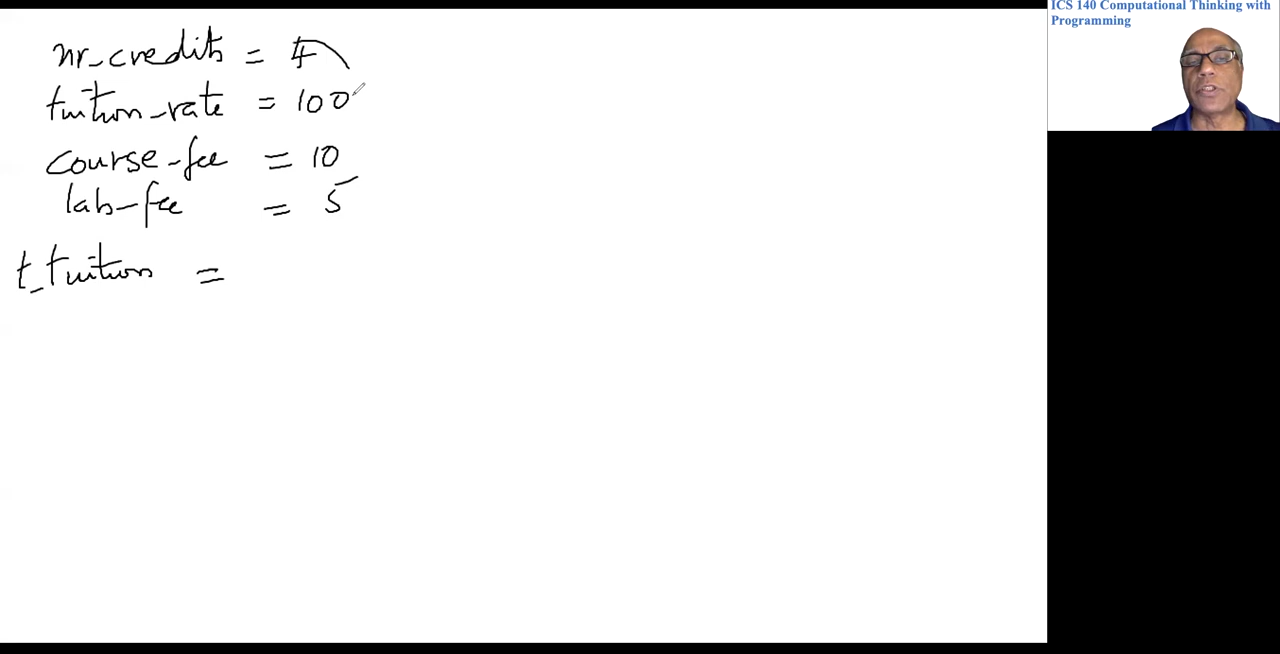 nr_credits = 4
tuition_rate = 100
course_fee = 10
lab_fee = 5
t_tuition =
ICS 140 Computational Thinking with
Programming